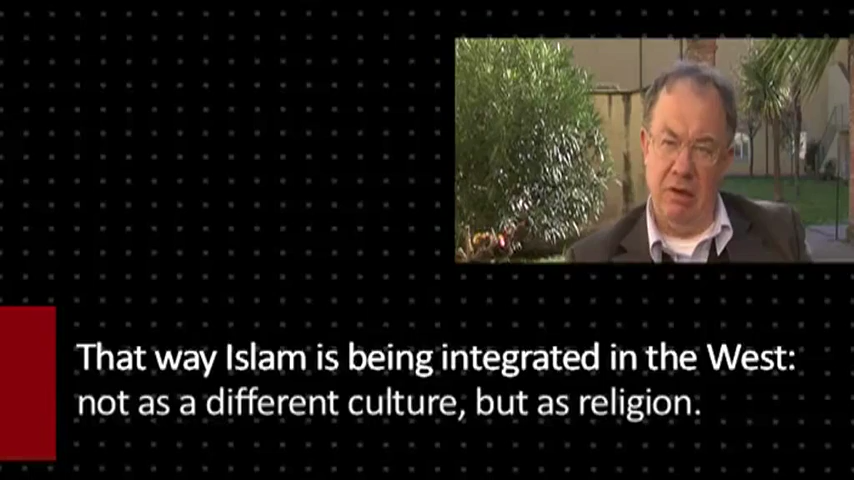 That way Islam is being integrated in the West:
not as a different culture, but as religion.